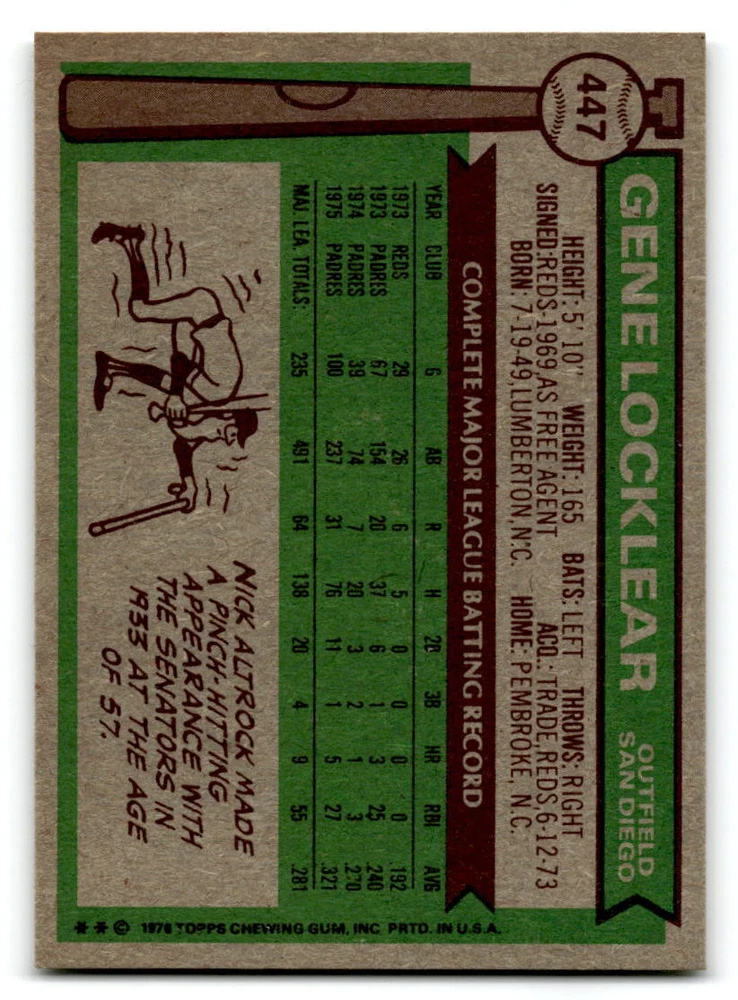 447
GENE LOCKLEAR
OUTFIELD
SAN DIEGO
HEIGHT: 5' 10" WEIGHT: 165 BATS: LEFT THROWS: RIGHT
SIGNED: REDS-1969, AS FREE AGENT ACQ.: TRADE, REDS, 6-12-73
BORN: 7-19-49, LUMBERTON, N.C. HOME: PEMBROKE, N.C.
COMPLETE MAJOR LEAGUE BATTING RECORD
YEAR CLUB G AB R H 2B 3B HR RBI AVG
1973 REDS 29 26 6 5 0 0 0 0 .192
1973 PADRES 67 154 20 37 6 1 3 25 .240
1974 PADRES 39 74 7 20 3 2 1 3 .270
1975 PADRES 100 237 31 76 11 1 5 27 .321
MAJ. LEA. TOTALS: 235 491 64 138 20 4 9 55 .281
NICK ALTROCK MADE
A PINCH-HITTING
APPEARANCE WITH
THE SENATORS IN
1933 AT THE AGE
OF 57.
** © 1976 TOPPS CHEWING GUM, INC. PRTD. IN U.S.A.